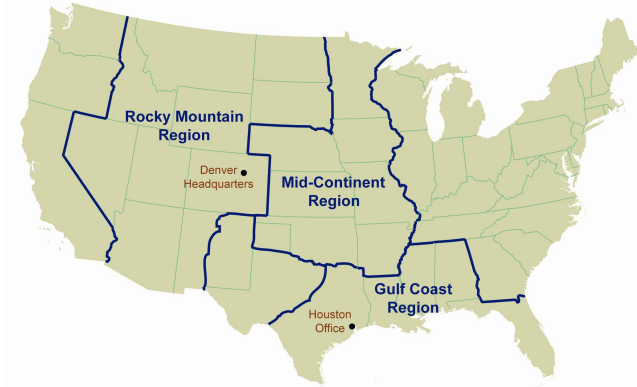 Rocky Mountain
Region
Denver
Headquarters
Mid-Continent
Region
Gulf Coast
Region
Houston
Office